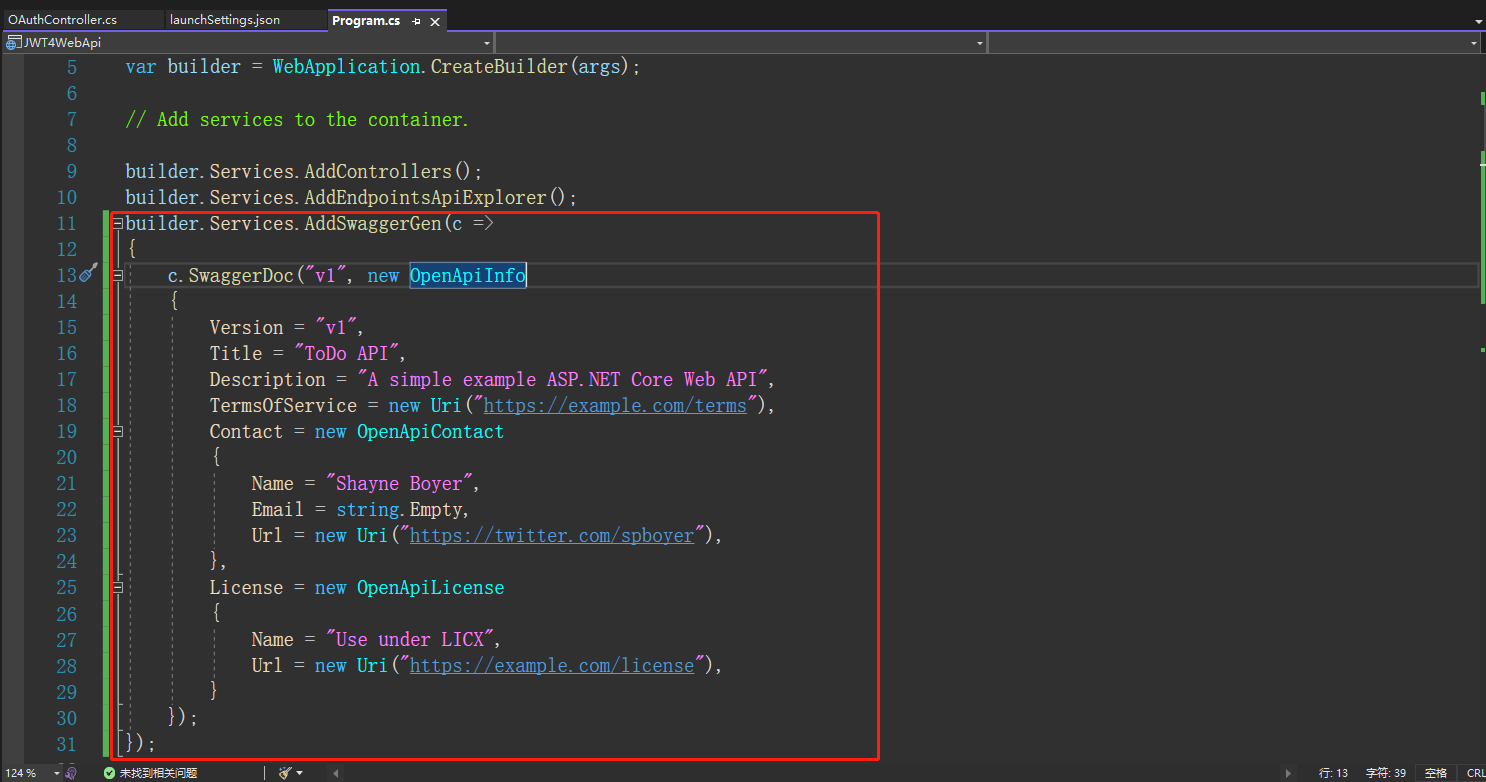 OAuthController.cs launchSettings.json Program.cs
JWT4WebApi
5 var builder = WebApplication.CreateBuilder(args);
6
7 // Add services to the container.
8
9 builder.Services.AddControllers();
10 builder.Services.AddEndpointsApiExplorer();
11 builder.Services.AddSwaggerGen(c =>
12 {
13 c.SwaggerDoc("v1", new OpenApiInfo
14 {
15 Version = "v1",
16 Title = "ToDo API",
17 Description = "A simple example ASP.NET Core Web API",
18 TermsOfService = new Uri("https://example.com/terms"),
19 Contact = new OpenApiContact
20 {
21 Name = "Shayne Boyer",
22 Email = string.Empty,
23 Url = new Uri("https://twitter.com/spboyer"),
24 },
25 License = new OpenApiLicense
26 {
27 Name = "Use under LICX",
28 Url = new Uri("https://example.com/license"),
29 }
30 });
31 });
124 % 未找到相关问题 行: 13 字符: 39 空格 CRL